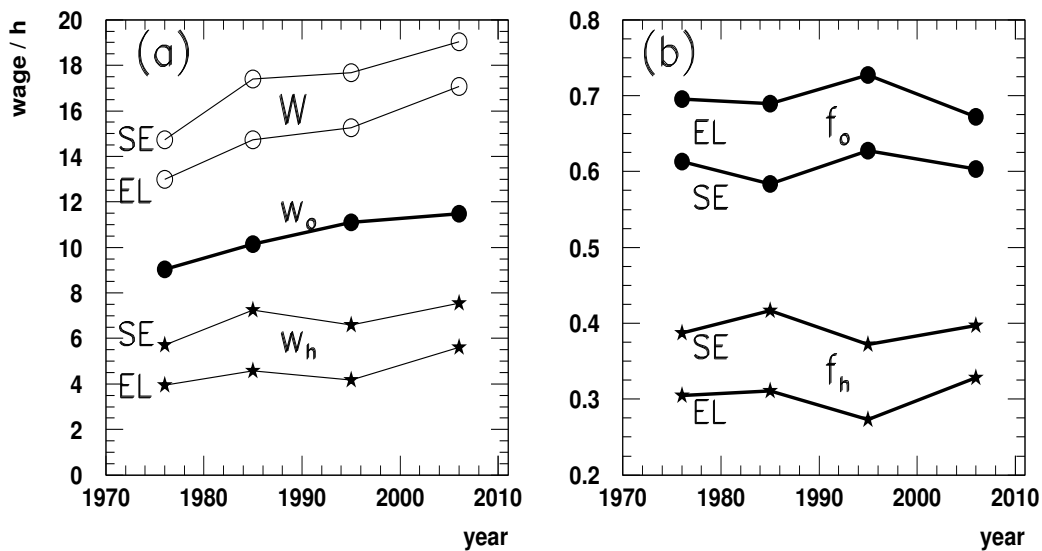 wage / h
20
18
16
14
12
10
8
6
4
2
0
(a)
W
SE
EL
w_o
SE
w_h
EL
1970 1980 1990 2000 2010
year
0.8
0.7
0.6
0.5
0.4
0.3
0.2
(b)
EL
f_o
SE
SE
f_h
EL
1970 1980 1990 2000 2010
year